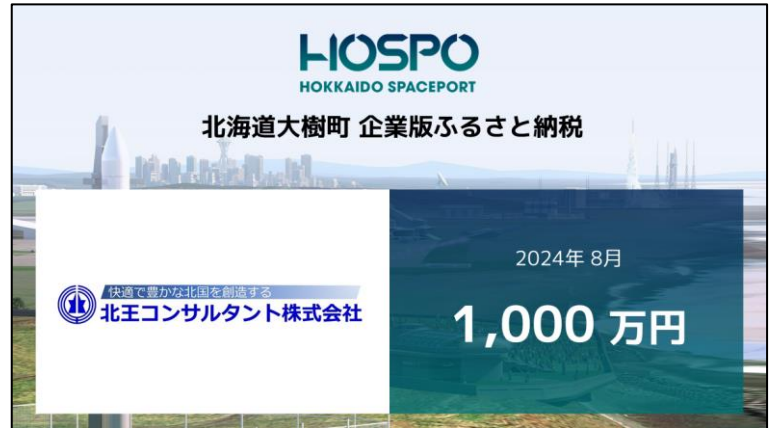 HOSPO
HOKKAIDO SPACEPORT
北海道大樹町 企業版ふるさと納税
快適で豊かな北国を創造する
北王コンサルタント株式会社
2024年 8月
1,000 万円